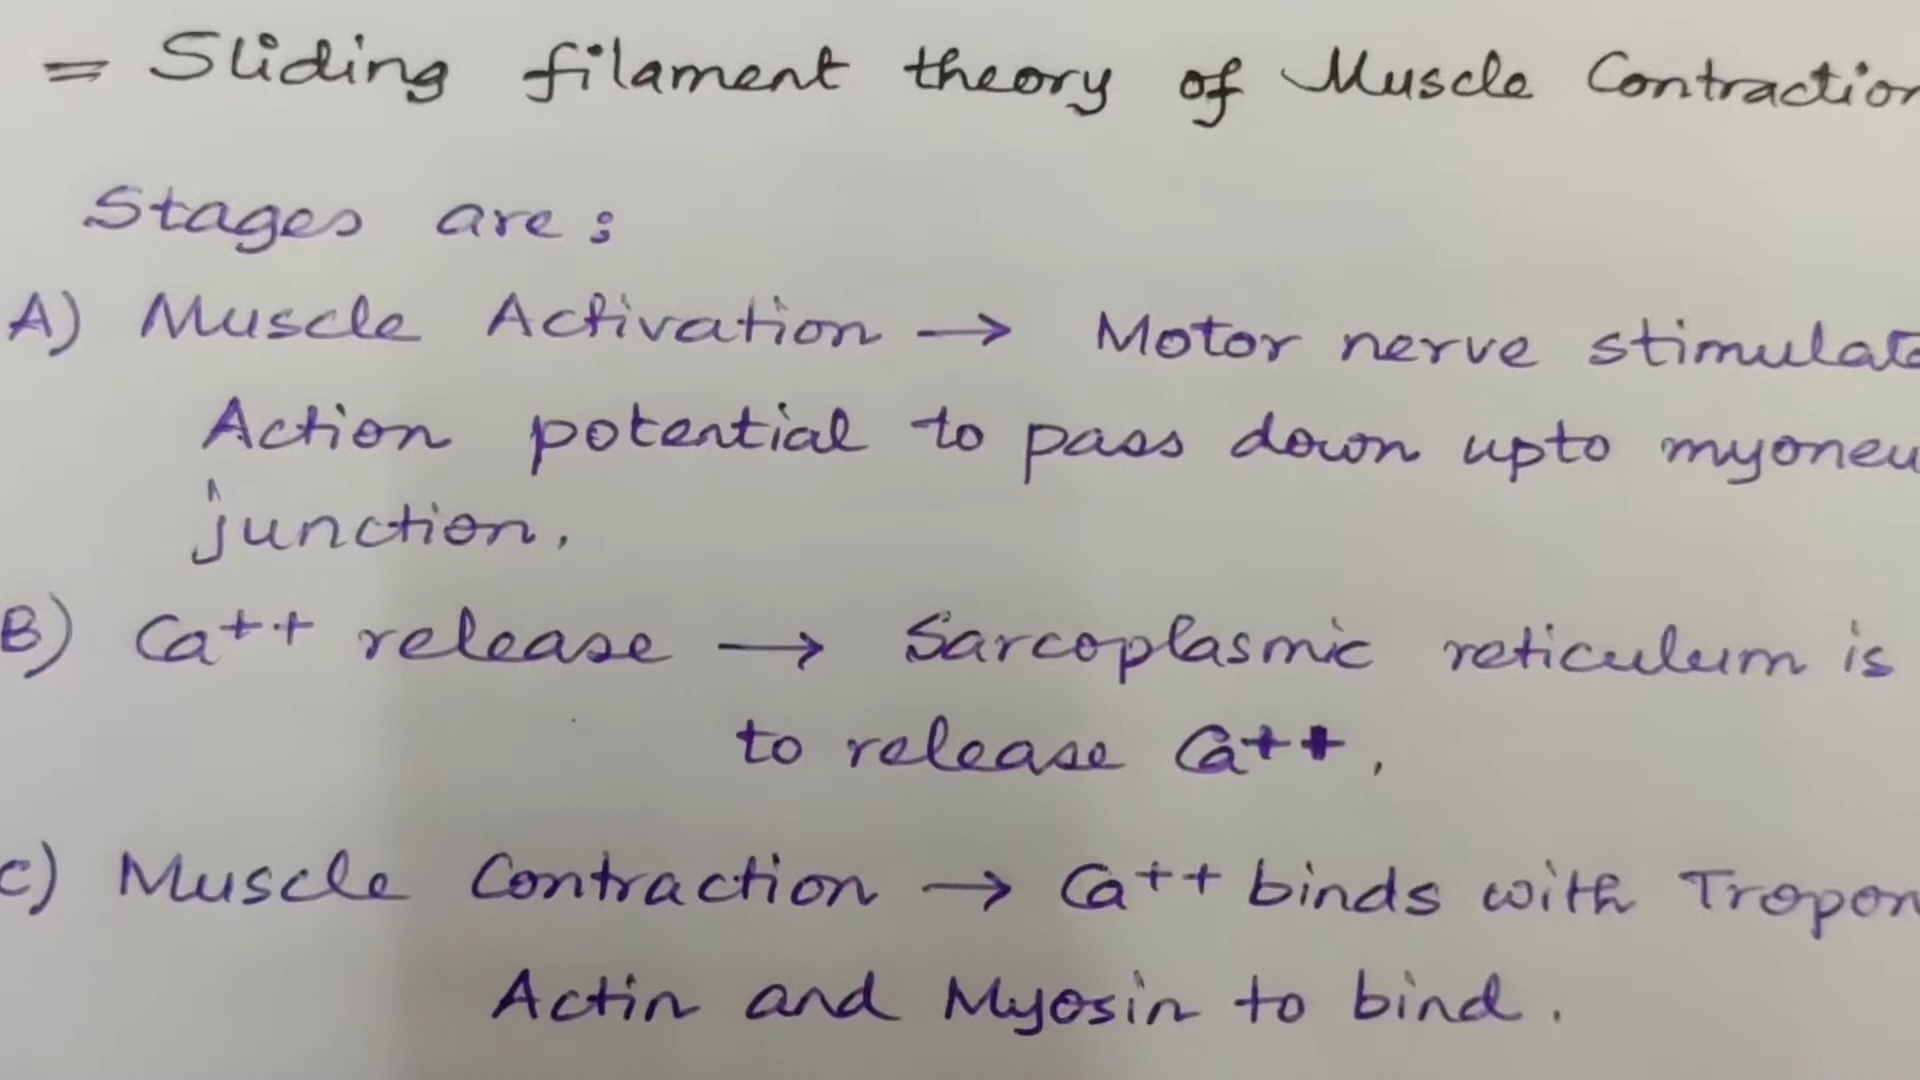 = Sliding filament theory of Muscle Contraction
Stages are :
A) Muscle Activation → Motor nerve stimulate
Action potential to pass down upto myoneu
junction.
B) Ca++ release → Sarcoplasmic reticulum is
to release Ca++.
C) Muscle Contraction → Ca++ binds with Tropon
Actin and Myosin to bind.